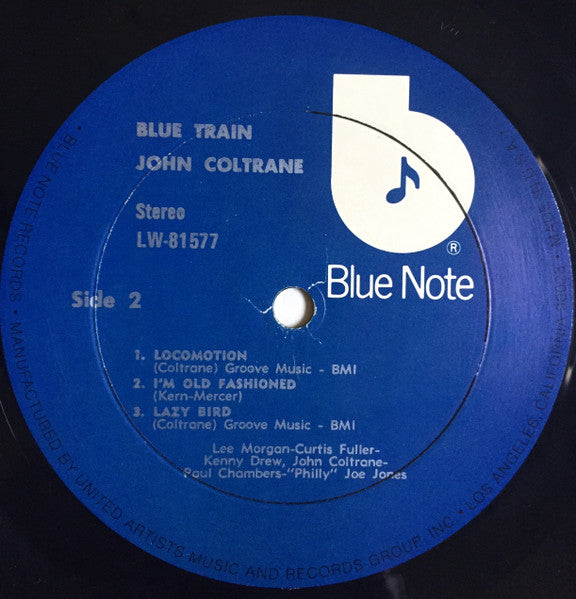 BLUE TRAIN
JOHN COLTRANE
Stereo
LW-81577
Side 2
®
Blue Note
1. LOCOMOTION
(Coltrane) Groove Music - BMI
2. I'M OLD FASHIONED
(Kern-Mercer)
3. LAZY BIRD
(Coltrane) Groove Music - BMI
Lee Morgan-Curtis Fuller-
Kenny Drew, John Coltrane-
Paul Chambers-"Philly" Joe Jones
• BLUE NOTE RECORDS • MANUFACTURED BY UNITED ARTISTS MUSIC AND RECORDS GROUP, INC • LOS ANGELES, CALIFORNIA 90028 • MADE IN U.S.A.